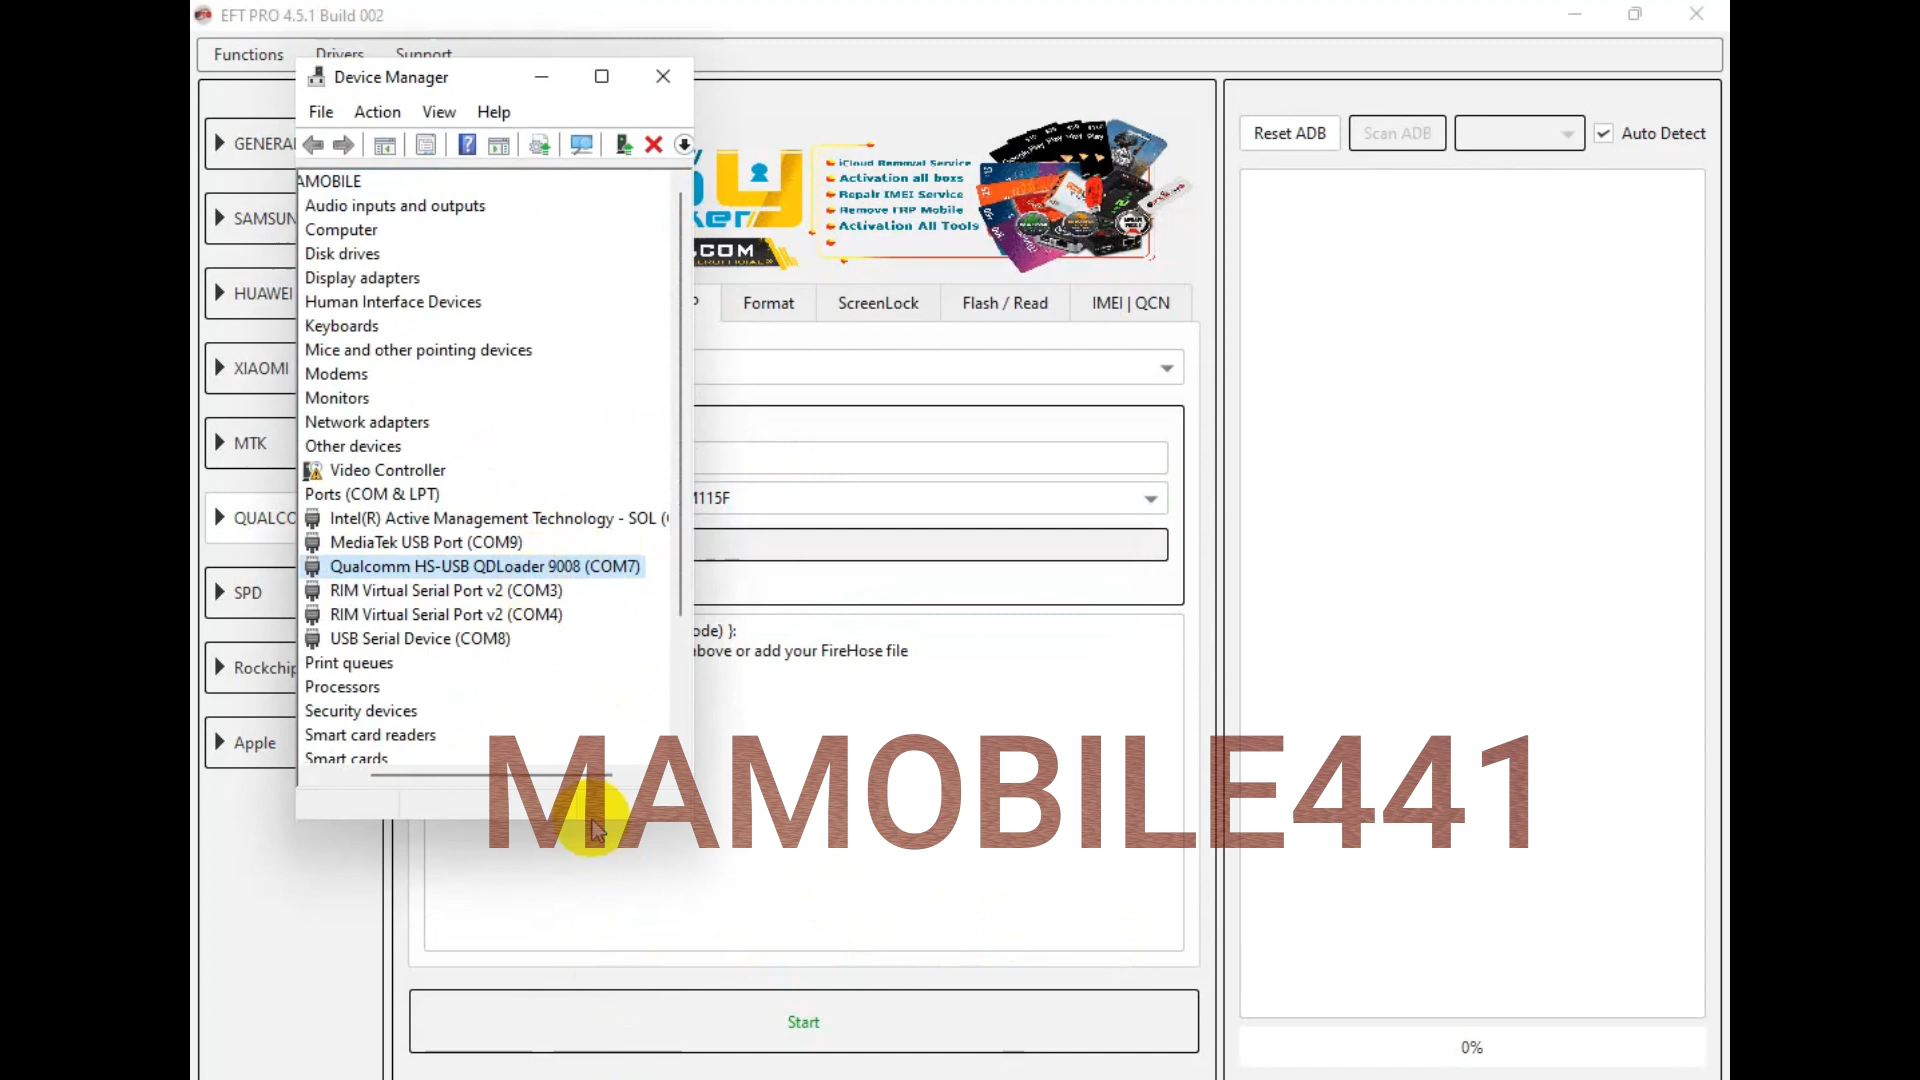 EFT PRO 4.5.1 Build 002
Functions Drivers Support
Device Manager
File Action View Help
AMOBILE
Audio inputs and outputs
Computer
Disk drives
Display adapters
Human Interface Devices
Keyboards
Mice and other pointing devices
Modems
Monitors
Network adapters
Other devices
Video Controller
Ports (COM & LPT)
Intel(R) Active Management Technology - SOL (
MediaTek USB Port (COM9)
Qualcomm HS-USB QDLoader 9008 (COM7)
RIM Virtual Serial Port v2 (COM3)
RIM Virtual Serial Port v2 (COM4)
USB Serial Device (COM8)
Print queues
Processors
Security devices
Smart card readers
Smart cards
GENERA
SAMSUN
HUAWEI
XIAOMI
MTK
QUALCO
SPD
Rockchip
Apple
.COM
iCloud Removal Service
Activation all boxs
Repair IMEI Service
Remove FRP Mobile
Activation All Tools
P Format ScreenLock Flash / Read IMEI | QCN
M115F
ode) }:
above or add your FireHose file
Start
Reset ADB Scan ADB Auto Detect
0%
MAMOBILE441